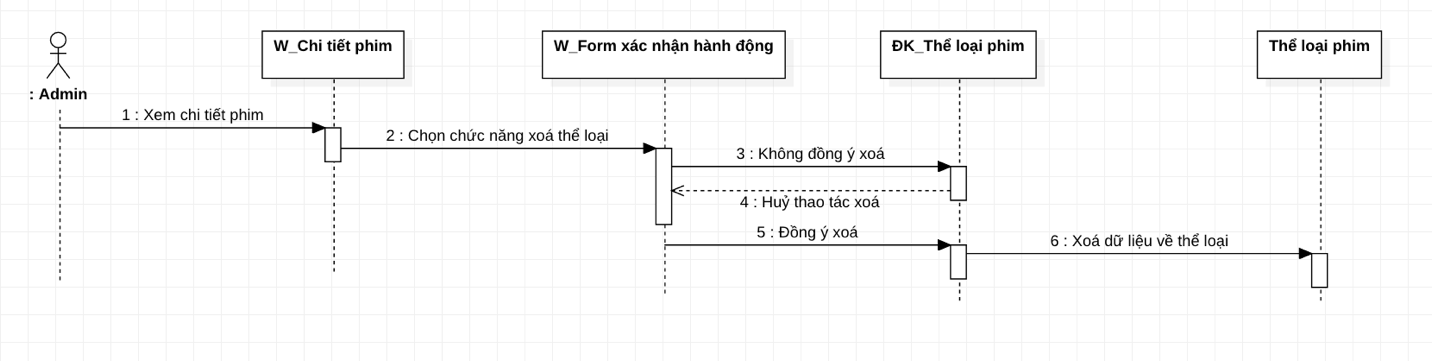 W_Chi tiết phim
W_Form xác nhận hành động
ĐK_Thể loại phim
Thể loại phim
: Admin
1 : Xem chi tiết phim
2 : Chọn chức năng xoá thể loại
3 : Không đồng ý xoá
4 : Huỷ thao tác xoá
5 : Đồng ý xoá
6 : Xoá dữ liệu về thể loại